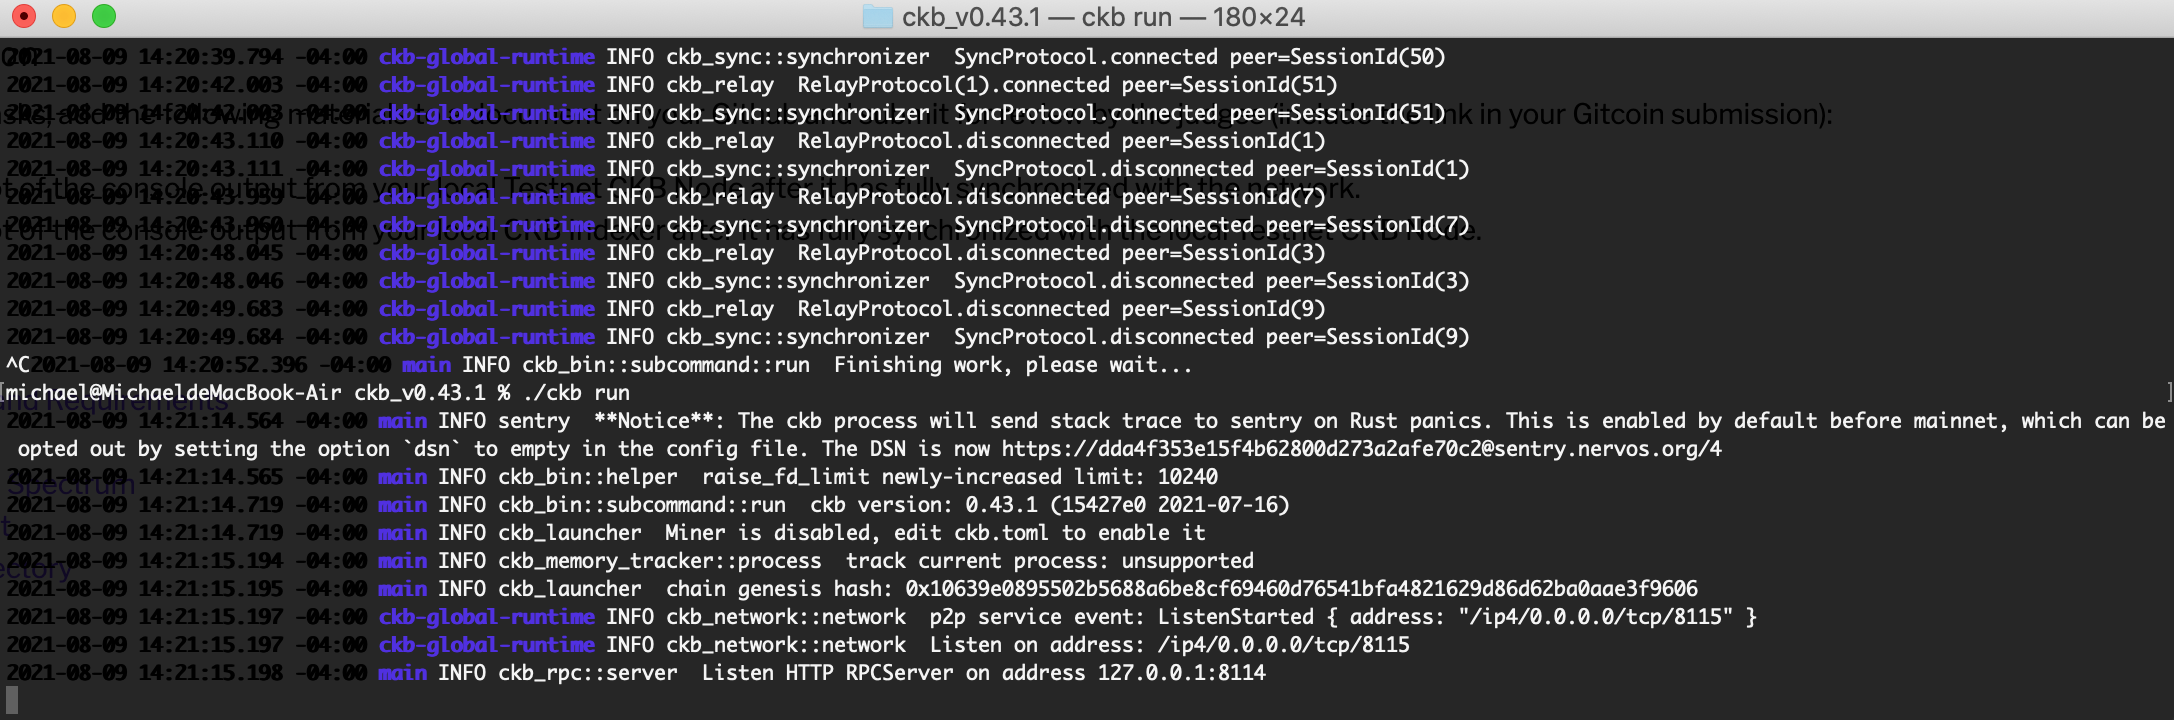 ckb_v0.43.1 — ckb run — 180×24
2021-08-09 14:20:39.794 -04:00 ckb-global-runtime INFO ckb_sync::synchronizer  SyncProtocol.connected peer=SessionId(50)
2021-08-09 14:20:42.003 -04:00 ckb-global-runtime INFO ckb_relay  RelayProtocol(1).connected peer=SessionId(51)
2021-08-09 14:20:42.003 -04:00 ckb-global-runtime INFO ckb_sync::synchronizer  SyncProtocol.connected peer=SessionId(51)
2021-08-09 14:20:43.110 -04:00 ckb-global-runtime INFO ckb_relay  RelayProtocol.disconnected peer=SessionId(1)
2021-08-09 14:20:43.111 -04:00 ckb-global-runtime INFO ckb_sync::synchronizer  SyncProtocol.disconnected peer=SessionId(1)
2021-08-09 14:20:43.959 -04:00 ckb-global-runtime INFO ckb_relay  RelayProtocol.disconnected peer=SessionId(7)
2021-08-09 14:20:43.960 -04:00 ckb-global-runtime INFO ckb_sync::synchronizer  SyncProtocol.disconnected peer=SessionId(7)
2021-08-09 14:20:48.045 -04:00 ckb-global-runtime INFO ckb_relay  RelayProtocol.disconnected peer=SessionId(3)
2021-08-09 14:20:48.046 -04:00 ckb-global-runtime INFO ckb_sync::synchronizer  SyncProtocol.disconnected peer=SessionId(3)
2021-08-09 14:20:49.683 -04:00 ckb-global-runtime INFO ckb_relay  RelayProtocol.disconnected peer=SessionId(9)
2021-08-09 14:20:49.684 -04:00 ckb-global-runtime INFO ckb_sync::synchronizer  SyncProtocol.disconnected peer=SessionId(9)
^C2021-08-09 14:20:52.396 -04:00 main INFO ckb_bin::subcommand::run  Finishing work, please wait...
[michael@MichaeldeMacBook-Air ckb_v0.43.1 % ./ckb run ]
2021-08-09 14:21:14.564 -04:00 main INFO sentry  **Notice**: The ckb process will send stack trace to sentry on Rust panics. This is enabled by default before mainnet, which can be
opted out by setting the option `dsn` to empty in the config file. The DSN is now https://dda4f353e15f4b62800d273a2afe70c2@sentry.nervos.org/4
2021-08-09 14:21:14.565 -04:00 main INFO ckb_bin::helper  raise_fd_limit newly-increased limit: 10240
2021-08-09 14:21:14.719 -04:00 main INFO ckb_bin::subcommand::run  ckb version: 0.43.1 (15427e0 2021-07-16)
2021-08-09 14:21:14.719 -04:00 main INFO ckb_launcher  Miner is disabled, edit ckb.toml to enable it
2021-08-09 14:21:15.194 -04:00 main INFO ckb_memory_tracker::process  track current process: unsupported
2021-08-09 14:21:15.195 -04:00 main INFO ckb_launcher  chain genesis hash: 0x10639e0895502b5688a6be8cf69460d76541bfa4821629d86d62ba0aae3f9606
2021-08-09 14:21:15.197 -04:00 ckb-global-runtime INFO ckb_network::network  p2p service event: ListenStarted { address: "/ip4/0.0.0.0/tcp/8115" }
2021-08-09 14:21:15.197 -04:00 ckb-global-runtime INFO ckb_network::network  Listen on address: /ip4/0.0.0.0/tcp/8115
2021-08-09 14:21:15.198 -04:00 main INFO ckb_rpc::server  Listen HTTP RPCServer on address 127.0.0.1:8114